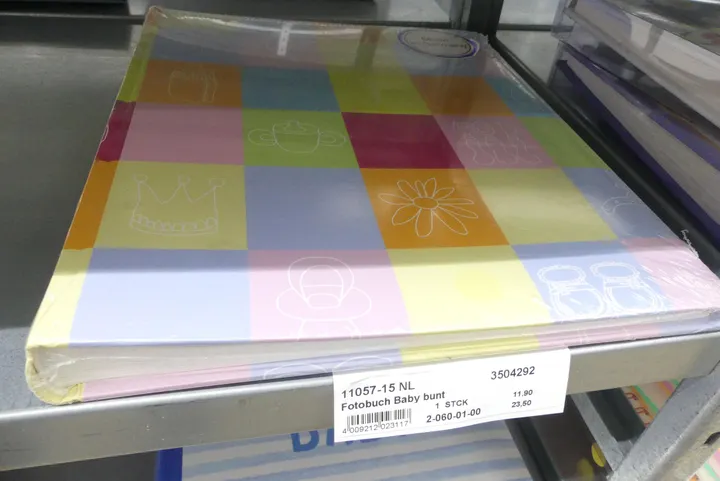 11057-15 NL
3504292
Fotobuch Baby bunt
1 STCK
11.90
4 009212 023117
2-060-01-00
23,50